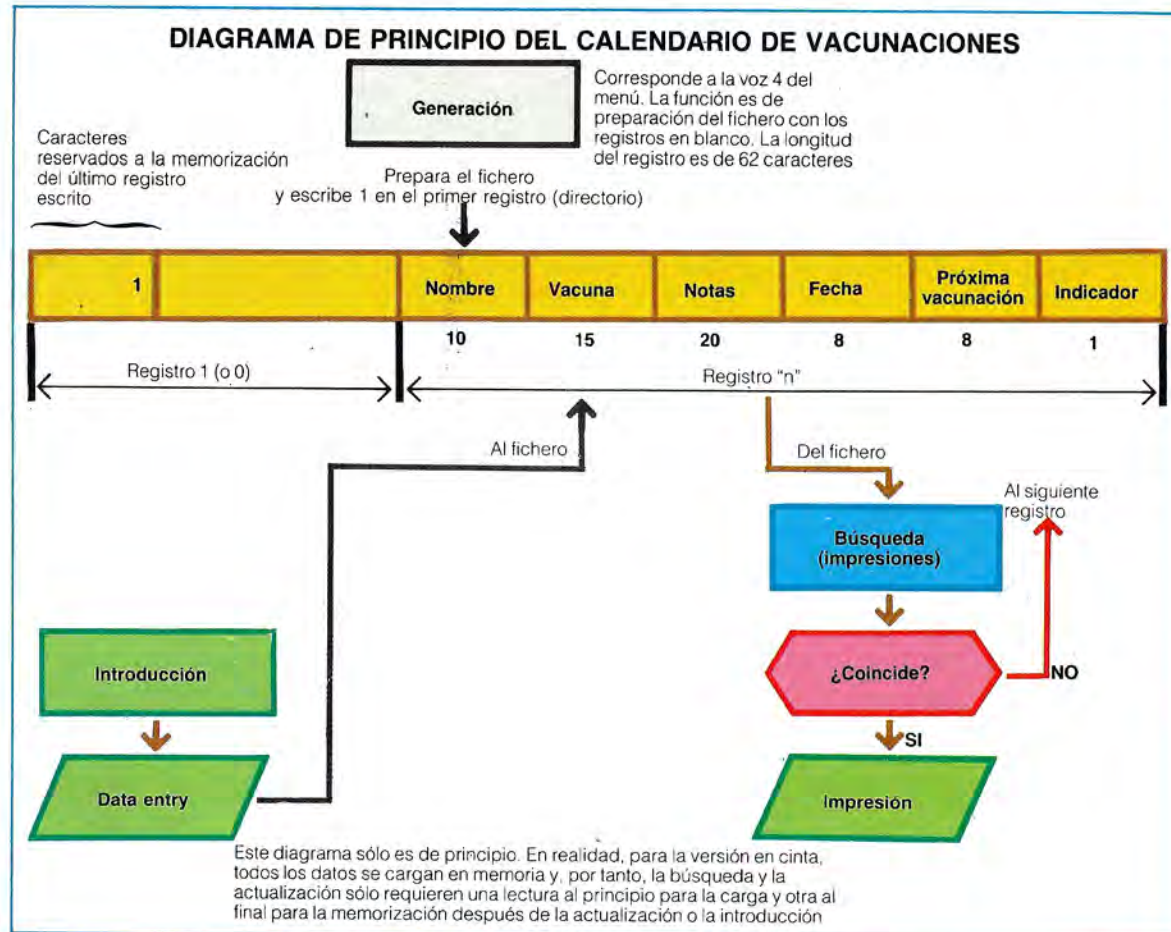 DIAGRAMA DE PRINCIPIO DEL CALENDARIO DE VACUNACIONES
Generación
Corresponde a la voz 4 del
menú. La función es de
preparación del fichero con los
registros en blanco. La longitud
del registro es de 62 caracteres
Caracteres
reservados a la memorización
del último registro
escrito
Prepara el fichero
y escribe 1 en el primer registro (directorio)
1
Nombre
Vacuna
Notas
Fecha
Próxima
vacunación
Indicador
10
15
20
8
8
1
Registro 1 (o 0)
Registro "n"
Al fichero
Del fichero
Al siguiente
registro
Búsqueda
(impresiones)
Introducción
¿Coincide?
NO
SI
Data entry
Impresión
Este diagrama sólo es de principio. En realidad, para la versión en cinta,
todos los datos se cargan en memoria y, por tanto, la búsqueda y la
actualización sólo requieren una lectura al principio para la carga y otra al
final para la memorización después de la actualización o la introducción